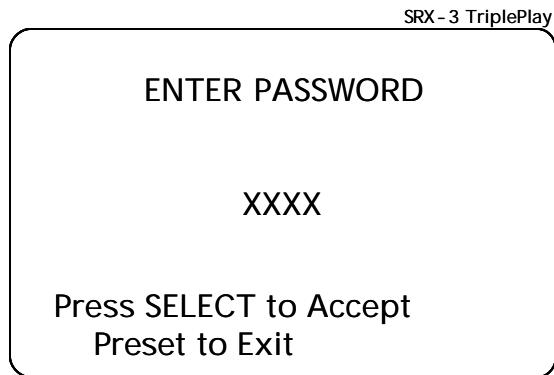 SRX-3 TriplePlay
ENTER PASSWORD
XXXX
Press SELECT to Accept
Preset to Exit